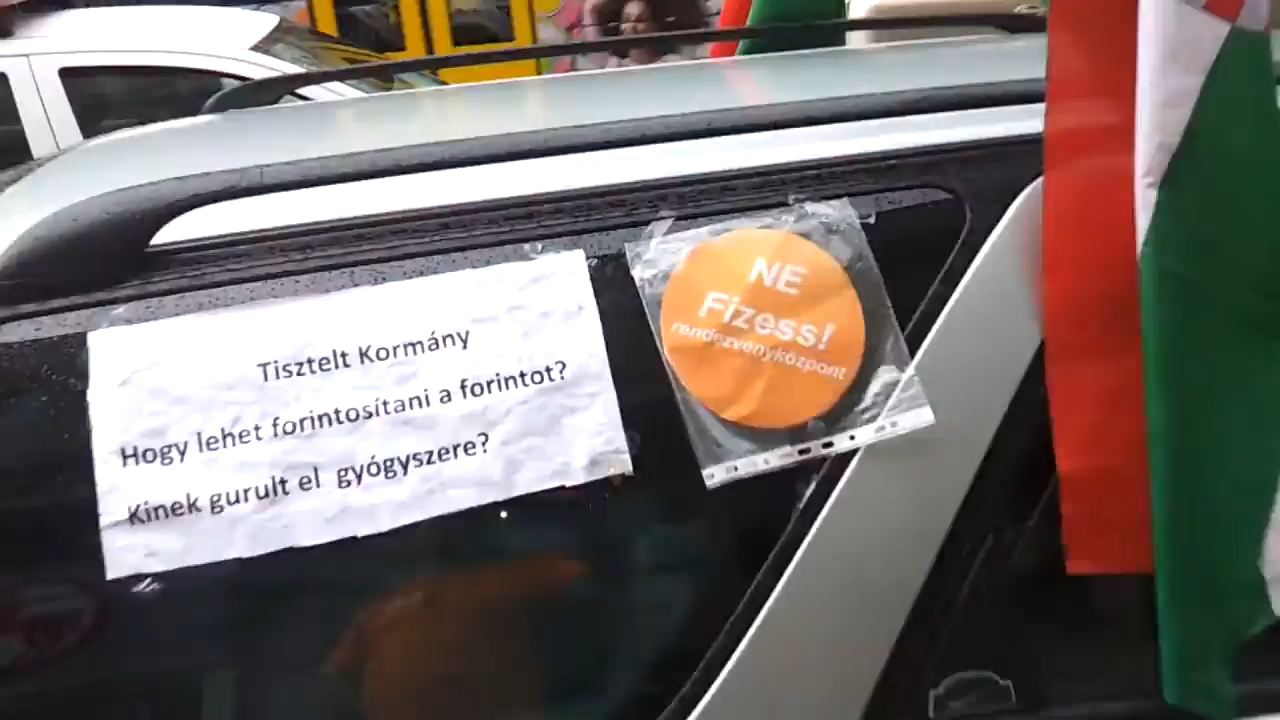 Tisztelt Kormány
Hogy lehet forintosítani a forintot?
Kinek gurult el gyógyszere?
NE
Fizess!
rendezvényközpont